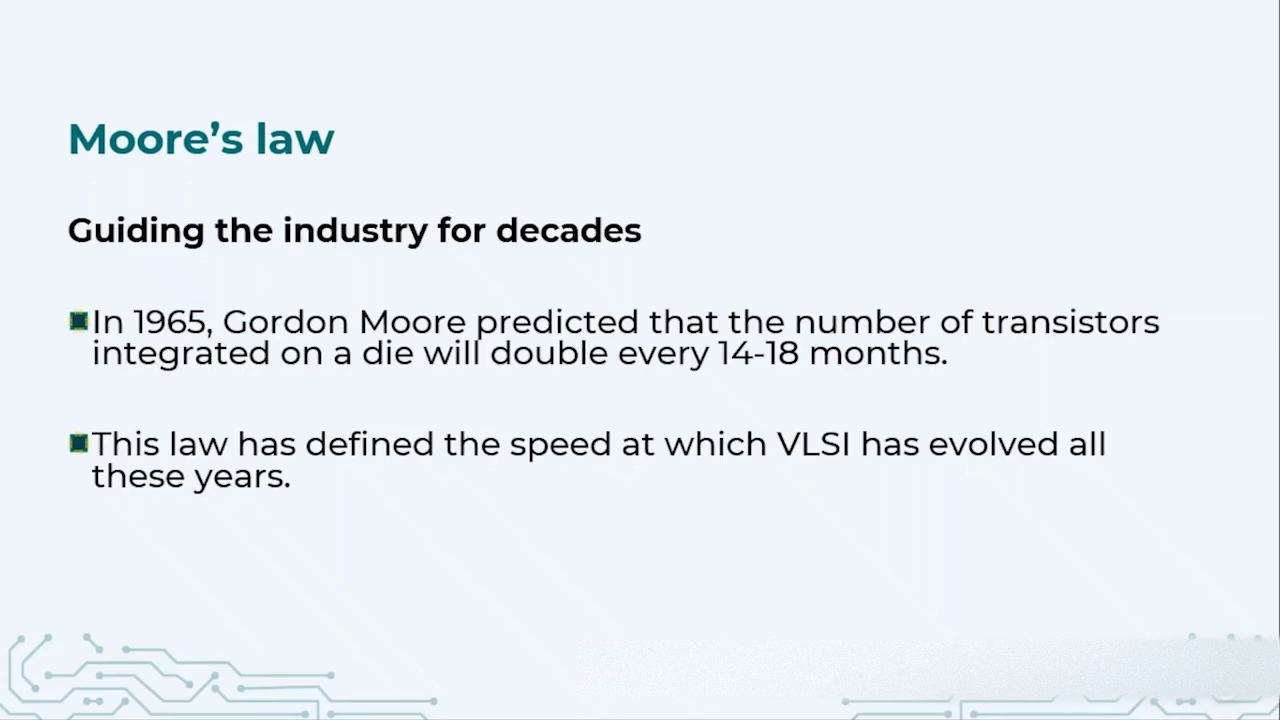 Moore’s law
Guiding the industry for decades
In 1965, Gordon Moore predicted that the number of transistors
integrated on a die will double every 14-18 months.
This law has defined the speed at which VLSI has evolved all
these years.